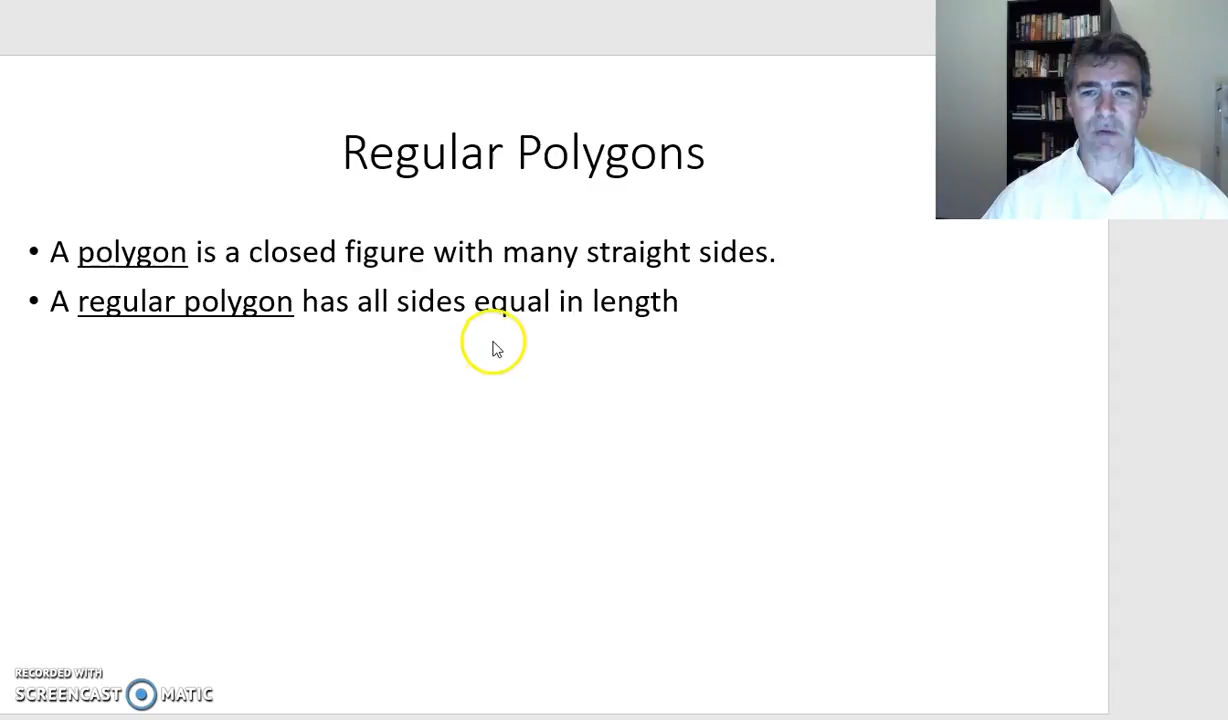 Regular Polygons
• A polygon is a closed figure with many straight sides.
• A regular polygon has all sides equal in length
RECORDED WITH
SCREENCAST MATIC